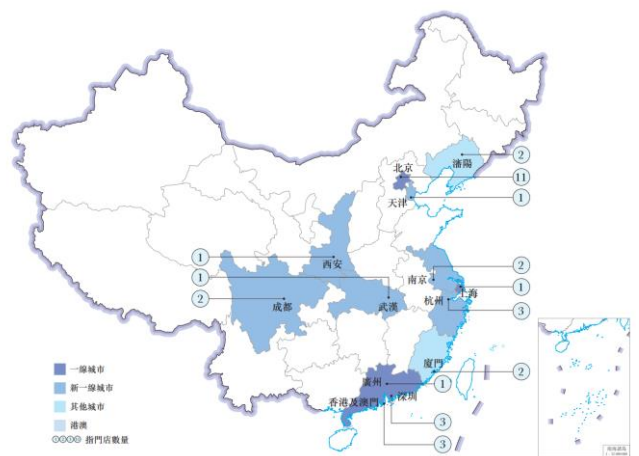 瀋陽
2
北京
11
天津
1
西安
1
南京
2
上海
1
武漢
1
杭州
3
成都
2
廈門
2
廣州
1
深圳
3
香港及澳門
3
一線城市
新一線城市
其他城市
港澳
指門店數量